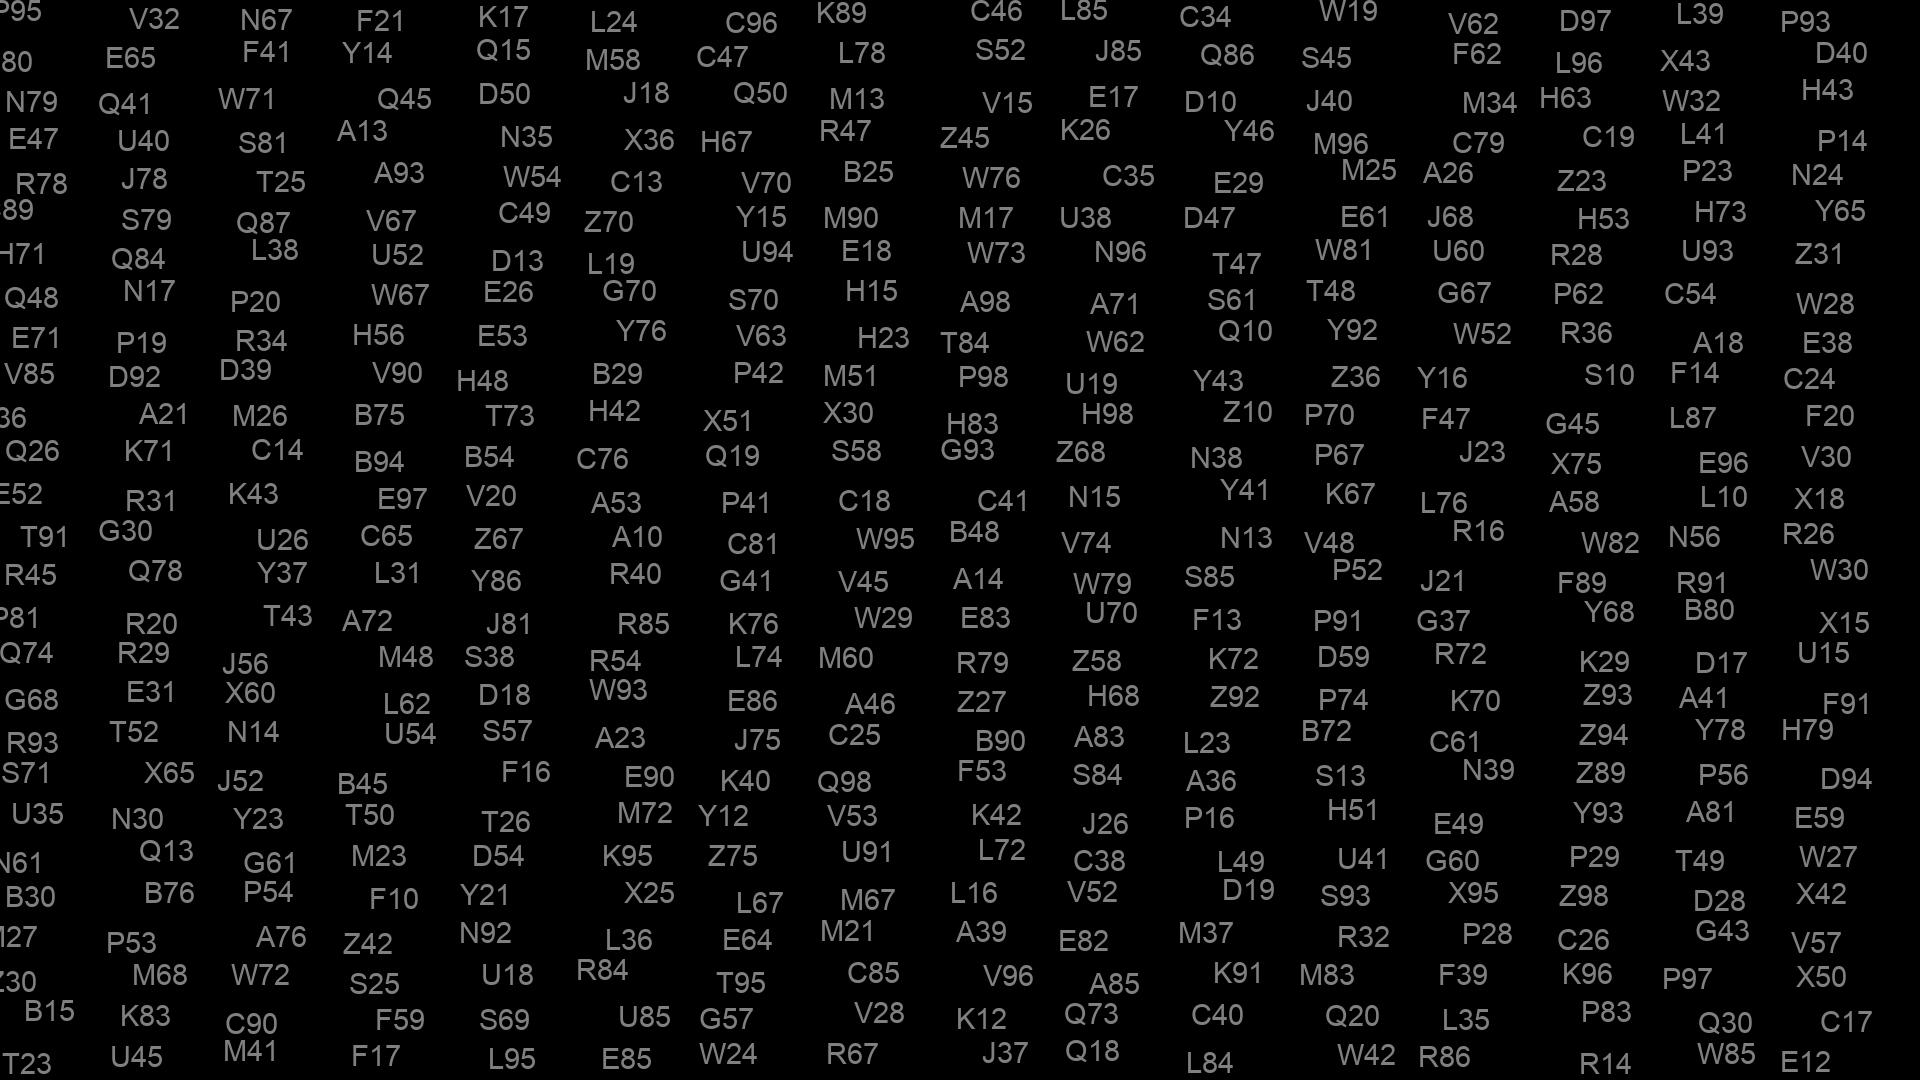 P95 V32 N67 F21 K17 L24 C96 K89 C46 L85 C34 W19 V62 D97 L39 P93
80 E65 F41 Y14 Q15 M58 C47 L78 S52 J85 Q86 S45 F62 L96 X43 D40
N79 Q41 W71 Q45 D50 J18 Q50 M13 V15 E17 D10 J40 M34 H63 W32 H43
E47 U40 S81 A13 N35 X36 H67 R47 Z45 K26 Y46 M96 C79 C19 L41 P14
R78 J78 T25 A93 W54 C13 V70 B25 W76 C35 E29 M25 A26 Z23 P23 N24
89 S79 Q87 V67 C49 Z70 Y15 M90 M17 U38 D47 E61 J68 H53 H73 Y65
H71 Q84 L38 U52 D13 L19 U94 E18 W73 N96 T47 W81 U60 R28 U93 Z31
Q48 N17 P20 W67 E26 G70 S70 H15 A98 A71 S61 T48 G67 P62 C54 W28
E71 P19 R34 H56 E53 Y76 V63 H23 T84 W62 Q10 Y92 W52 R36 A18 E38
V85 D92 D39 V90 H48 B29 P42 M51 P98 U19 Y43 Z36 Y16 S10 F14 C24
36 A21 M26 B75 T73 H42 X51 X30 H83 H98 Z10 P70 F47 G45 L87 F20
Q26 K71 C14 B94 B54 C76 Q19 S58 G93 Z68 N38 P67 J23 X75 E96 V30
E52 R31 K43 E97 V20 A53 P41 C18 C41 N15 Y41 K67 L76 A58 L10 X18
T91 G30 U26 C65 Z67 A10 C81 W95 B48 V74 N13 V48 R16 W82 N56 R26
R45 Q78 Y37 L31 Y86 R40 G41 V45 A14 W79 S85 P52 J21 F89 R91 W30
P81 R20 T43 A72 J81 R85 K76 W29 E83 U70 F13 P91 G37 Y68 B80 X15
Q74 R29 J56 M48 S38 R54 L74 M60 R79 Z58 K72 D59 R72 K29 D17 U15
G68 E31 X60 L62 D18 W93 E86 A46 Z27 H68 Z92 P74 K70 Z93 A41 F91
R93 T52 N14 U54 S57 A23 J75 C25 B90 A83 L23 B72 C61 Z94 Y78 H79
S71 X65 J52 B45 F16 E90 K40 Q98 F53 S84 A36 S13 N39 Z89 P56 D94
U35 N30 Y23 T50 T26 M72 Y12 V53 K42 J26 P16 H51 E49 Y93 A81 E59
N61 Q13 G61 M23 D54 K95 Z75 U91 L72 C38 L49 U41 G60 P29 T49 W27
B30 B76 P54 F10 Y21 X25 L67 M67 L16 V52 D19 S93 X95 Z98 D28 X42
M27 P53 A76 Z42 N92 L36 E64 M21 A39 E82 M37 R32 P28 C26 G43 V57
Z30 M68 W72 S25 U18 R84 T95 C85 V96 A85 K91 M83 F39 K96 P97 X50
B15 K83 C90 F59 S69 U85 G57 V28 K12 Q73 C40 Q20 L35 P83 Q30 C17
T23 U45 M41 F17 L95 E85 W24 R67 J37 Q18 L84 W42 R86 R14 W85 E12